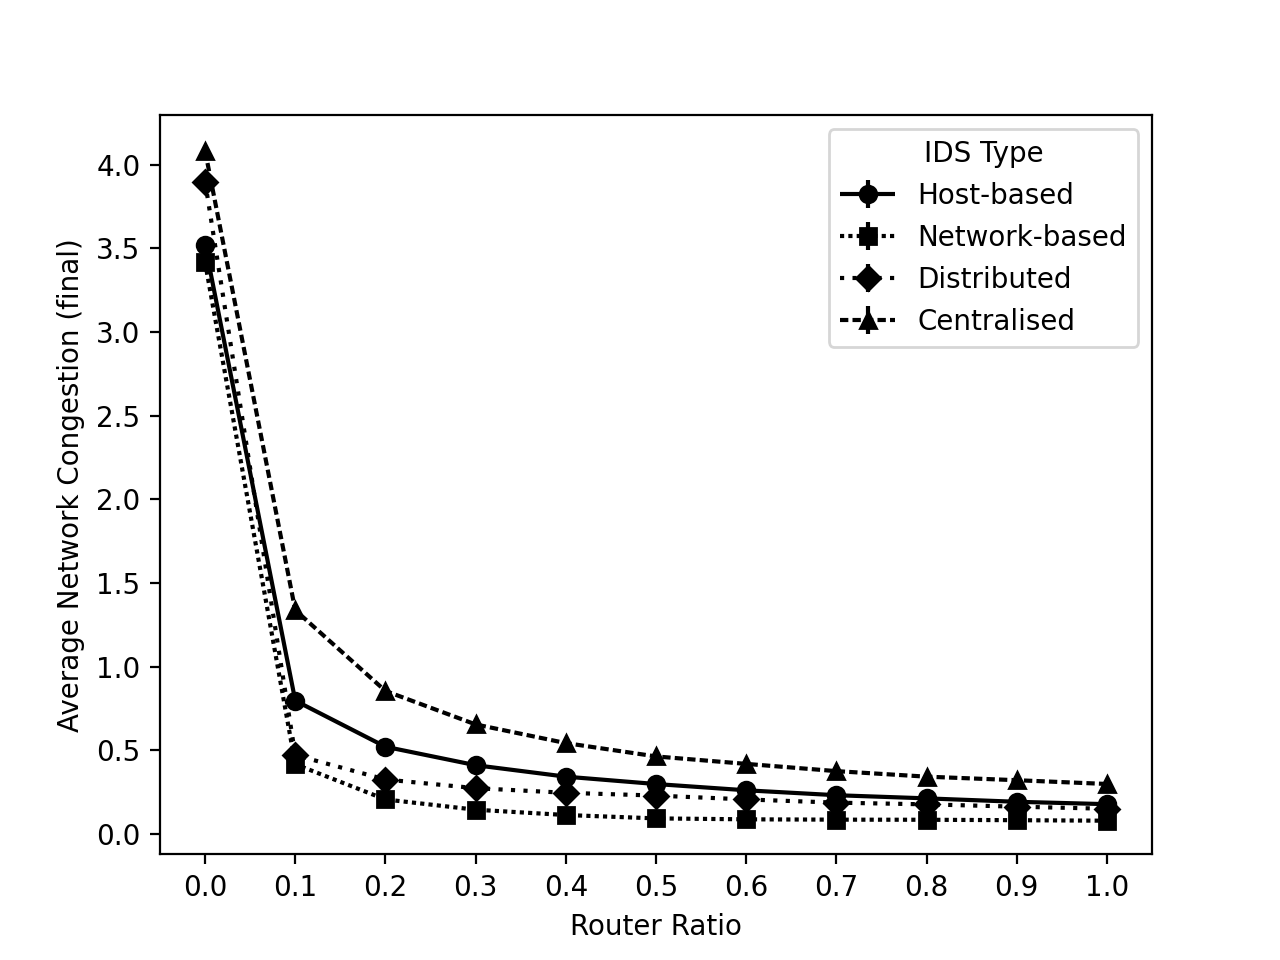 IDS Type
Host-based
Network-based
Distributed
Centralised
Average Network Congestion (final)
4.0
3.5
3.0
2.5
2.0
1.5
1.0
0.5
0.0
0.0 0.1 0.2 0.3 0.4 0.5 0.6 0.7 0.8 0.9 1.0
Router Ratio